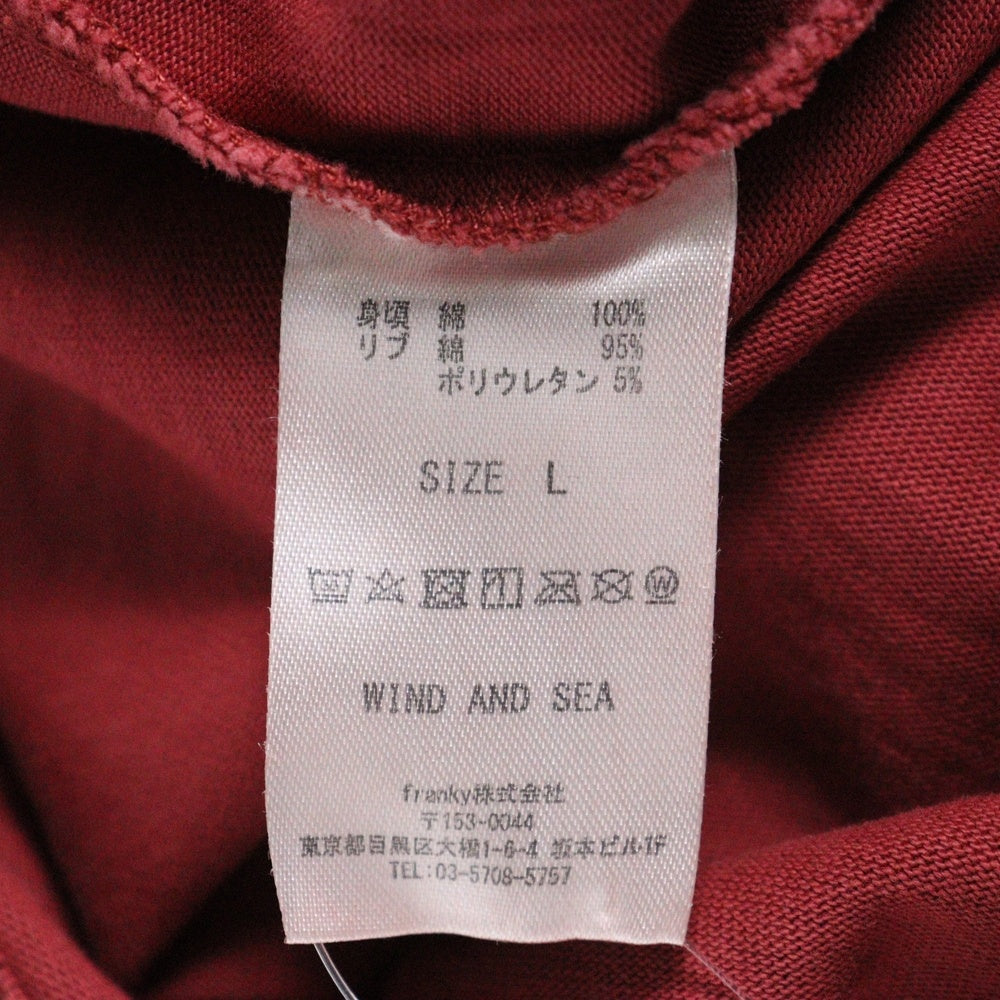 身頃 綿 100%
リブ 綿 95%
ポリウレタン 5%
SIZE L
W
WIND AND SEA
franky株式会社
〒153-0044
東京都目黒区大橋1-6-4 坂本ビル1F
TEL:03-5708-5757